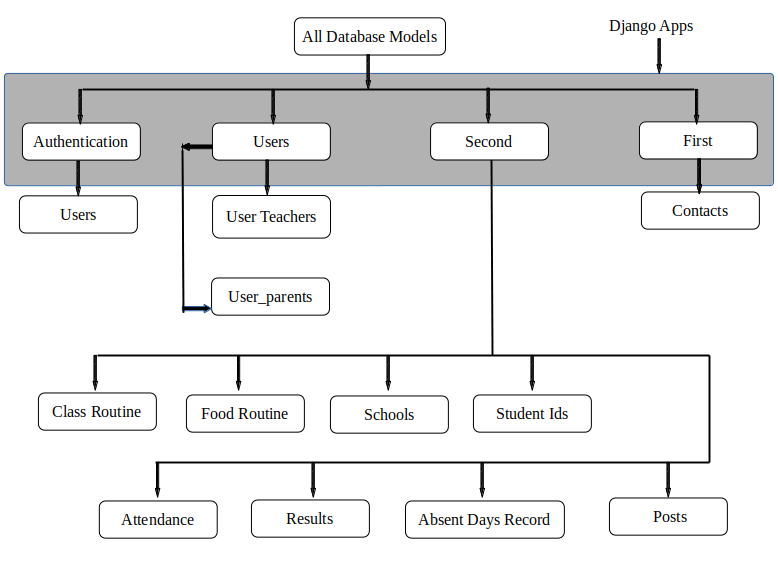 All Database Models
Django Apps
Authentication
Users
Second
First
Users
User Teachers
Contacts
User_parents
Class Routine
Food Routine
Schools
Student Ids
Attendance
Results
Absent Days Record
Posts